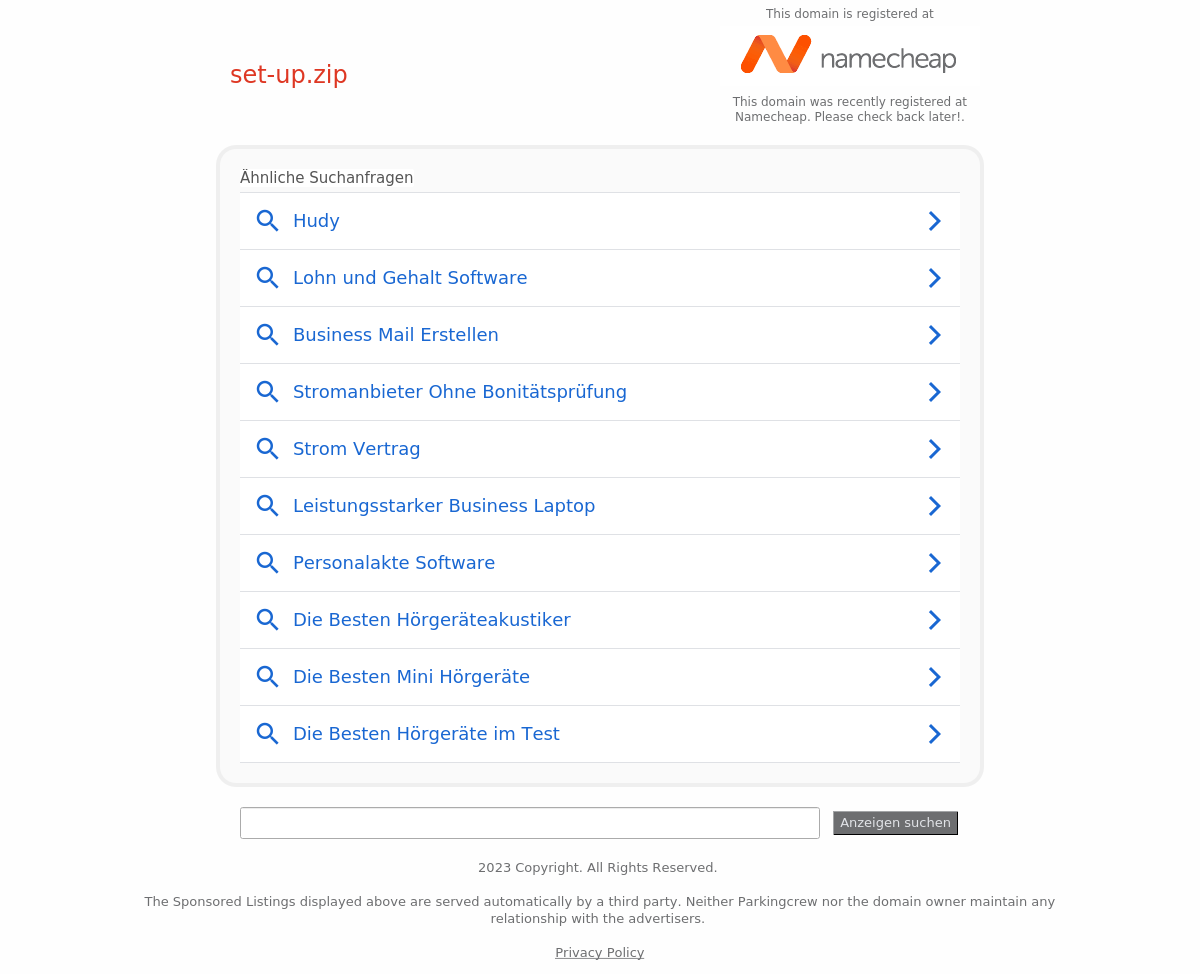 This domain is registered at
namecheap
set-up.zip
This domain was recently registered at
Namecheap. Please check back later!.
Ähnliche Suchanfragen
Hudy
Lohn und Gehalt Software
Business Mail Erstellen
Stromanbieter Ohne Bonitätsprüfung
Strom Vertrag
Leistungsstarker Business Laptop
Personalakte Software
Die Besten Hörgeräteakustiker
Die Besten Mini Hörgeräte
Die Besten Hörgeräte im Test
Anzeigen suchen
2023 Copyright. All Rights Reserved.
The Sponsored Listings displayed above are served automatically by a third party. Neither Parkingcrew nor the domain owner maintain any
relationship with the advertisers.
Privacy Policy